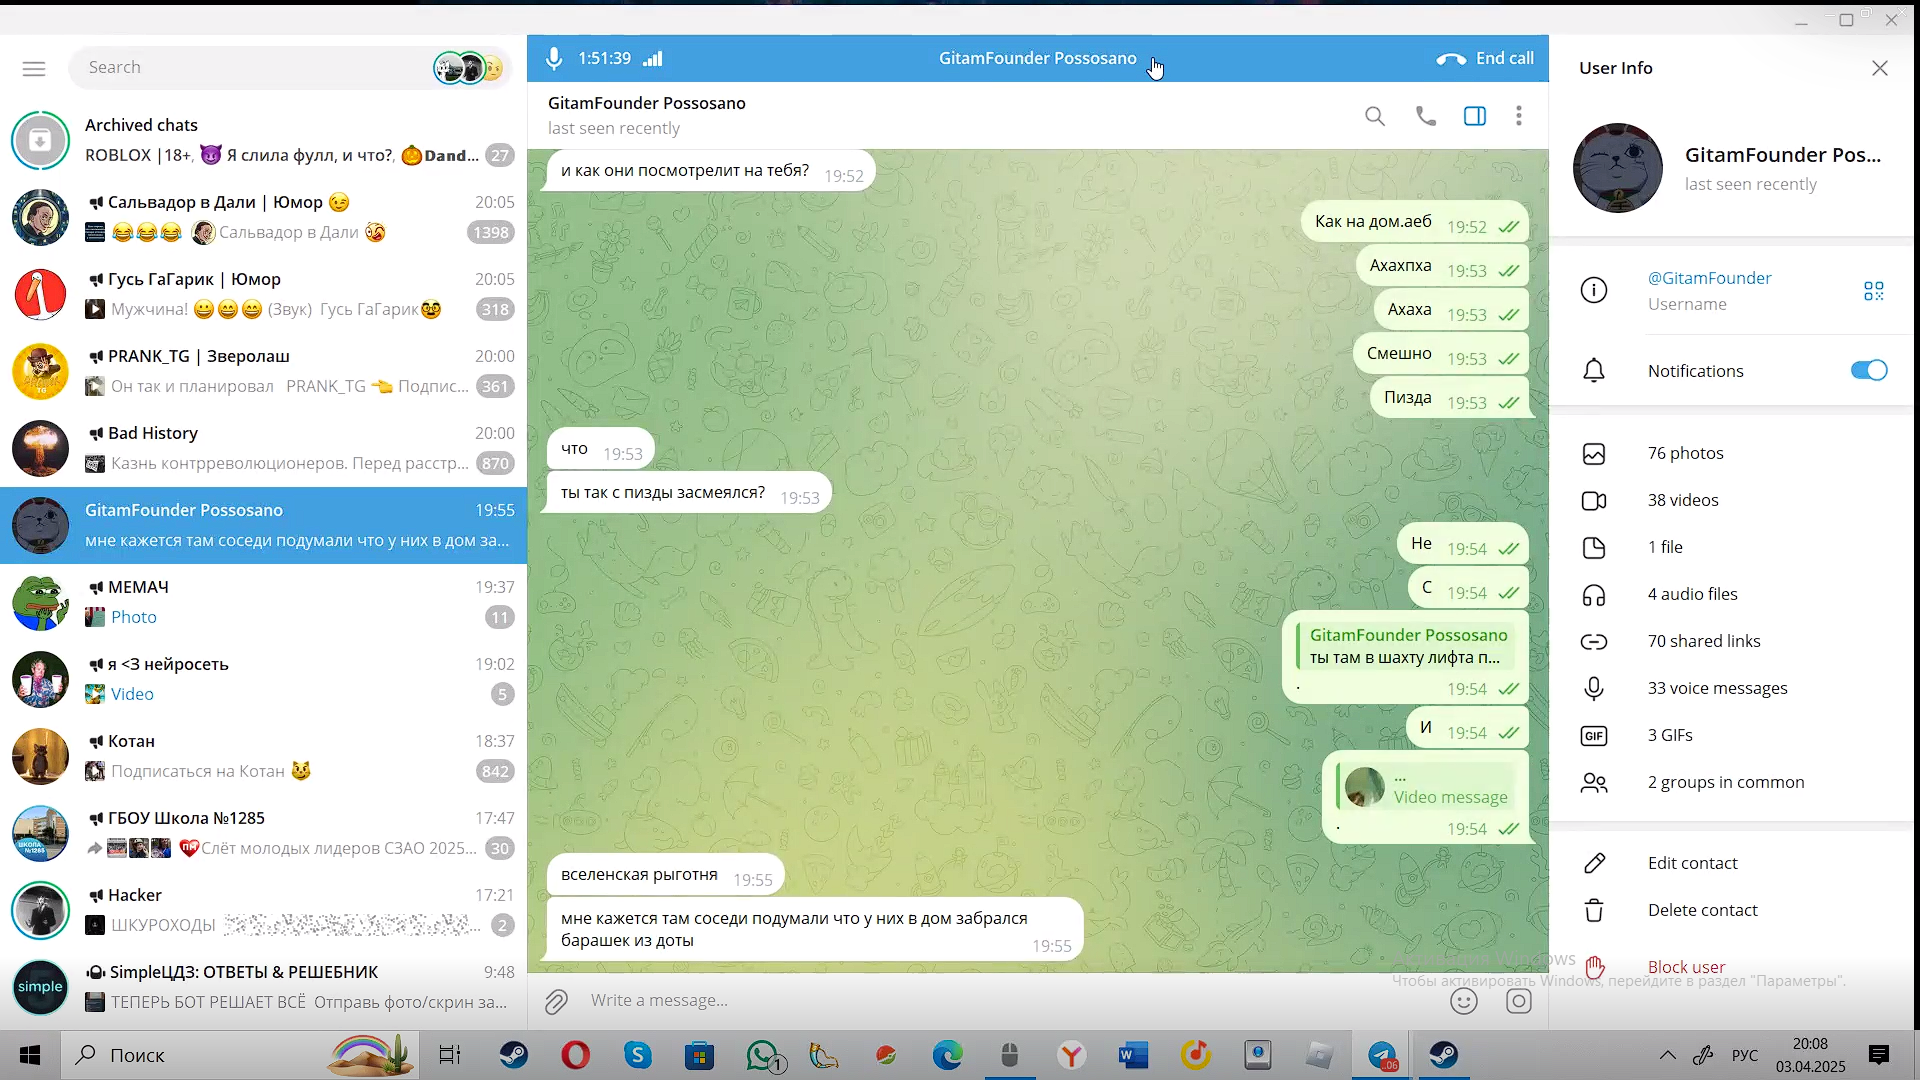 Search
Archived chats
ROBLOX |18+, 😈 Я слила фулл, и что?, 🎃Dand... 27
Сальвадор в Дали | Юмор 😉 20:05
😂😂😂 Сальвадор в Дали 🤪 1398
Гусь ГаГарик | Юмор 20:05
Мужчина! 😀😄😄 (Звук) Гусь ГаГарик🥸 318
PRANK_TG | Зверолаш 20:00
Он так и планировал PRANK_TG 👈 Подпис... 361
Bad History 20:00
Казнь контрреволюционеров. Перед расстр... 870
GitamFounder Possosano 19:55
мне кажется там соседи подумали что у них в дом за...
МЕМАЧ 19:37
Photo 11
я <3 нейросеть 19:02
Video 5
Котан 18:37
Подписаться на Котан 😼 842
ГБОУ Школа №1285 17:47
Слёт молодых лидеров СЗАО 2025... 30
Hacker 17:21
ШКУРОХОДЫ ... 2
simple
SimpleЦДЗ: ОТВЕТЫ & РЕШЕБНИК 9:48
ТЕПЕРЬ БОТ РЕШАЕТ ВСЁ Отправь фото/скрин за...
1:51:39 GitamFounder Possosano End call
GitamFounder Possosano
last seen recently
и как они посмотрелит на тебя? 19:52
Как на дом.аеб 19:52
Ахахпха 19:53
Ахаха 19:53
Смешно 19:53
Пизда 19:53
что 19:53
ты так с пизды засмеялся? 19:53
Не 19:54
С 19:54
GitamFounder Possosano
ты там в шахту лифта п...
. 19:54
И 19:54
...
Video message
. 19:54
вселенская рыготня 19:55
мне кажется там соседи подумали что у них в дом забрался
барашек из доты 19:55
Write a message...
User Info
GitamFounder Pos...
last seen recently
@GitamFounder
Username
Notifications
76 photos
38 videos
1 file
4 audio files
70 shared links
33 voice messages
GIF 3 GIFs
2 groups in common
Edit contact
Delete contact
Block user
Чтобы активировать Windows, перейдите в раздел "Параметры".
Поиск
1
.06
РУС
20:08
03.04.2025